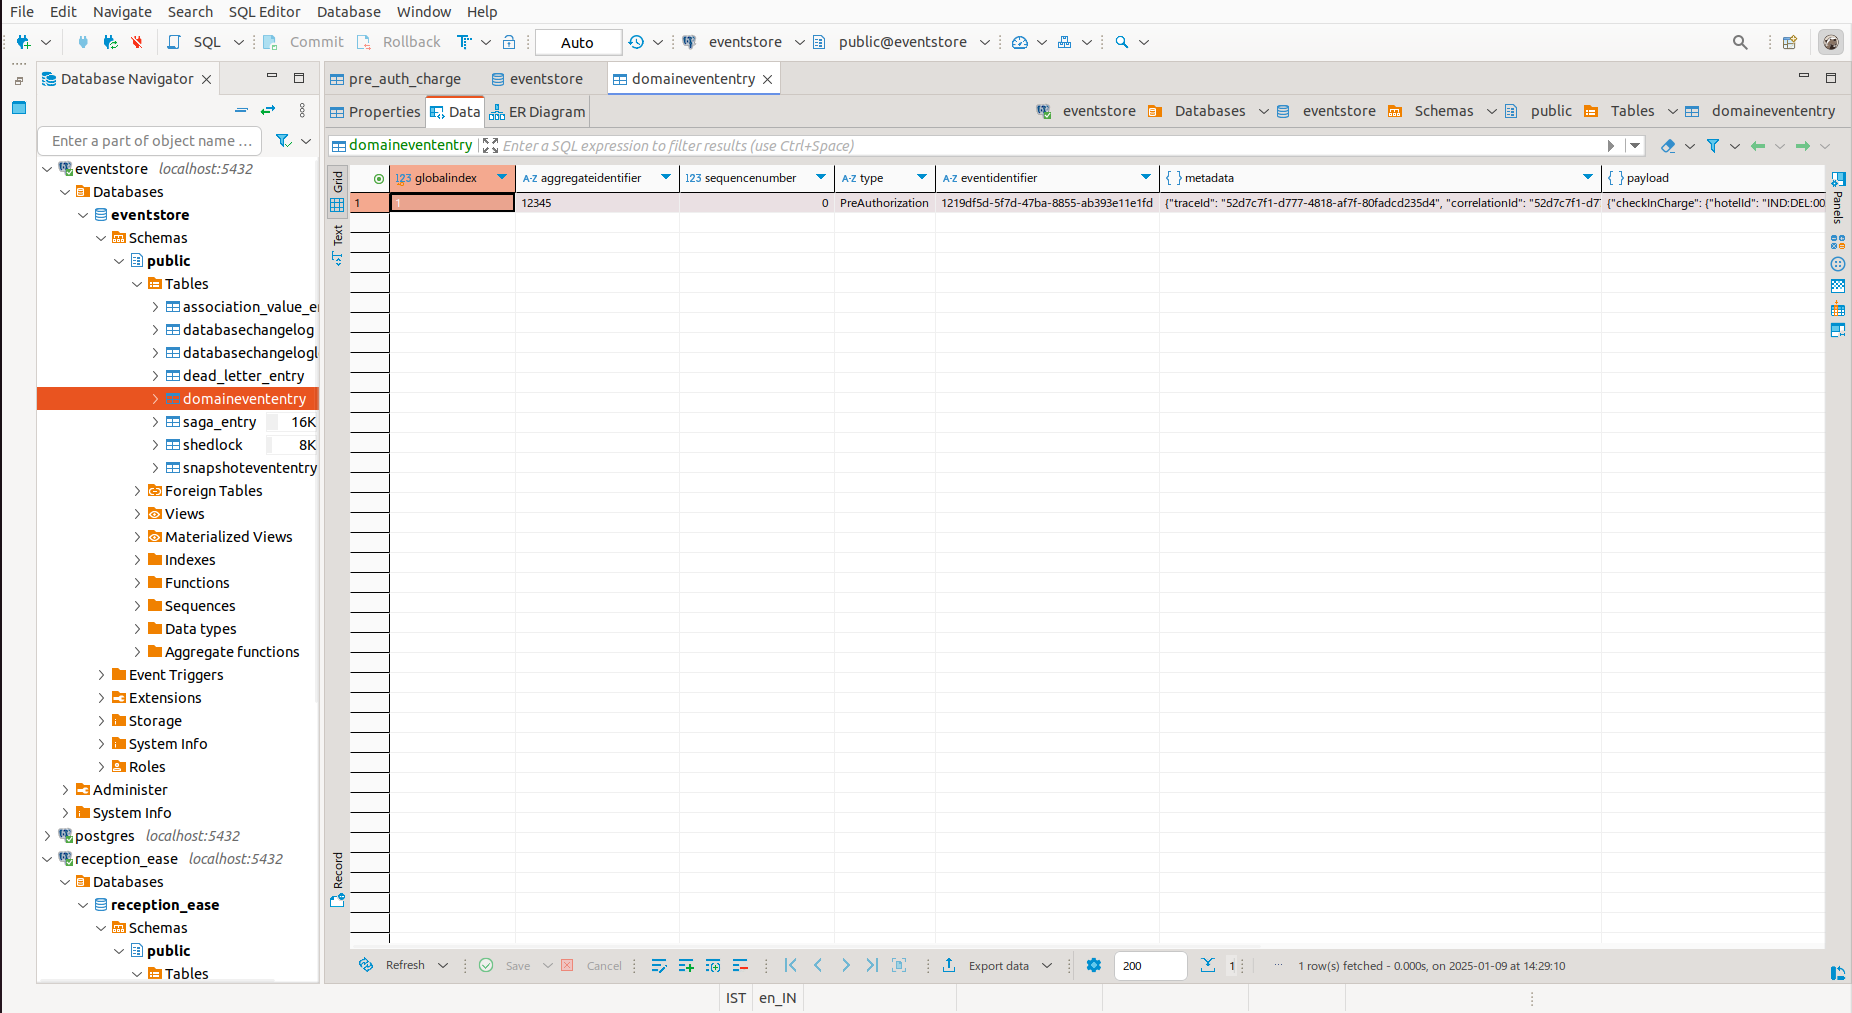 File Edit Navigate Search SQL Editor Database Window Help
SQL Commit Rollback Auto eventstore public@eventstore
Database Navigator
pre_auth_charge eventstore domainevententry
Properties Data ER Diagram eventstore Databases eventstore Schemas public Tables domainevententry
Enter a part of object name ...
domainevententry Enter a SQL expression to filter results (use Ctrl+Space)
Grid
Text
Record
Panels
123 globalindex A-Z aggregateidentifier 123 sequencenumber A-Z type A-Z eventidentifier { } metadata { } payload
1 1 12345 0 PreAuthorization 1219df5d-5f7d-47ba-8855-ab393e11e1fd {"traceId": "52d7c7f1-d777-4818-af7f-80fadcd235d4", "correlationId": "52d7c7f1-d7 {"checkInCharge": {"hotelId": "IND:DEL:00
eventstore localhost:5432
Databases
eventstore
Schemas
public
Tables
association_value_e
databasechangelog
databasechangelogl
dead_letter_entry
domainevententry
saga_entry 16K
shedlock 8K
snapshotevententry
Foreign Tables
Views
Materialized Views
Indexes
Functions
Sequences
Data types
Aggregate functions
Event Triggers
Extensions
Storage
System Info
Roles
Administer
System Info
postgres localhost:5432
reception_ease localhost:5432
Databases
reception_ease
Schemas
public
Tables
Refresh Save Cancel Export data 200 1 ... 1 row(s) fetched - 0.000s, on 2025-01-09 at 14:29:10
IST en_IN